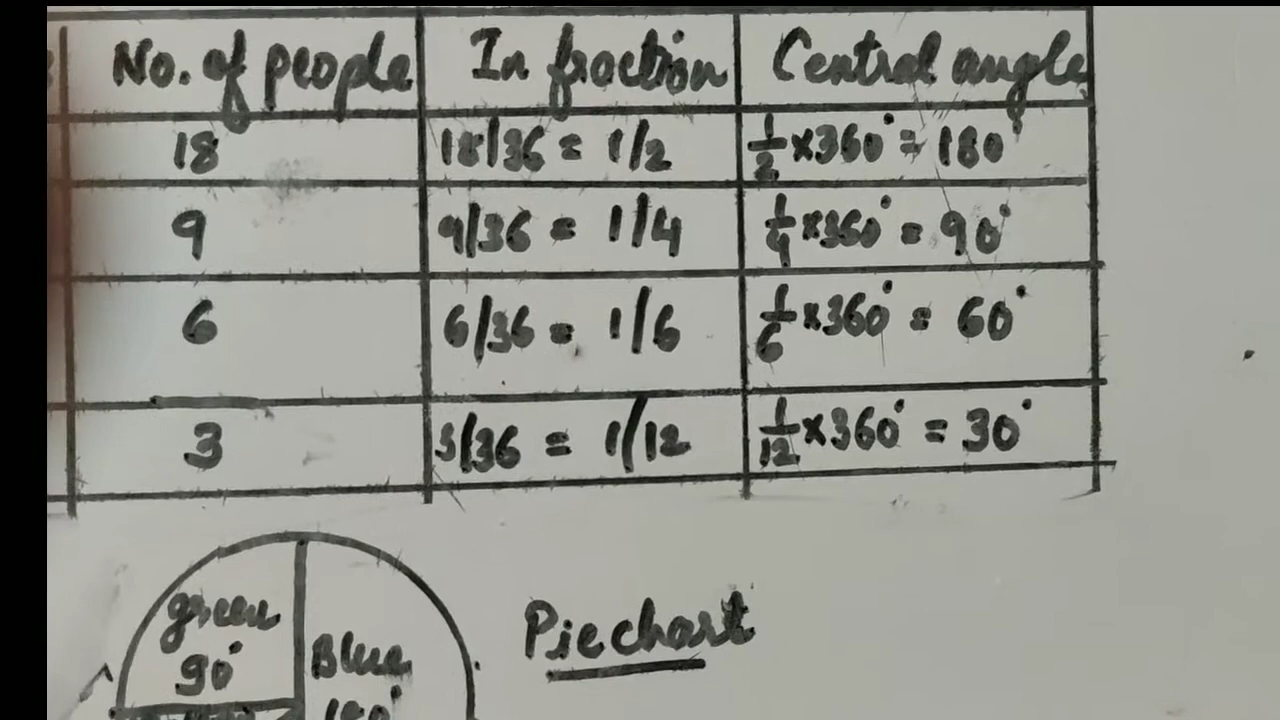 No. of people In fraction Central angle
18 18/36 = 1/2 1/2 ×360° = 180°
9 9/36 = 1/4 1/4 ×360° = 90°
6 6/36 = 1/6 1/6 ×360° = 60°
3 3/36 = 1/12 1/12 ×360° = 30°
green
90°
Blue
180°
Piechart